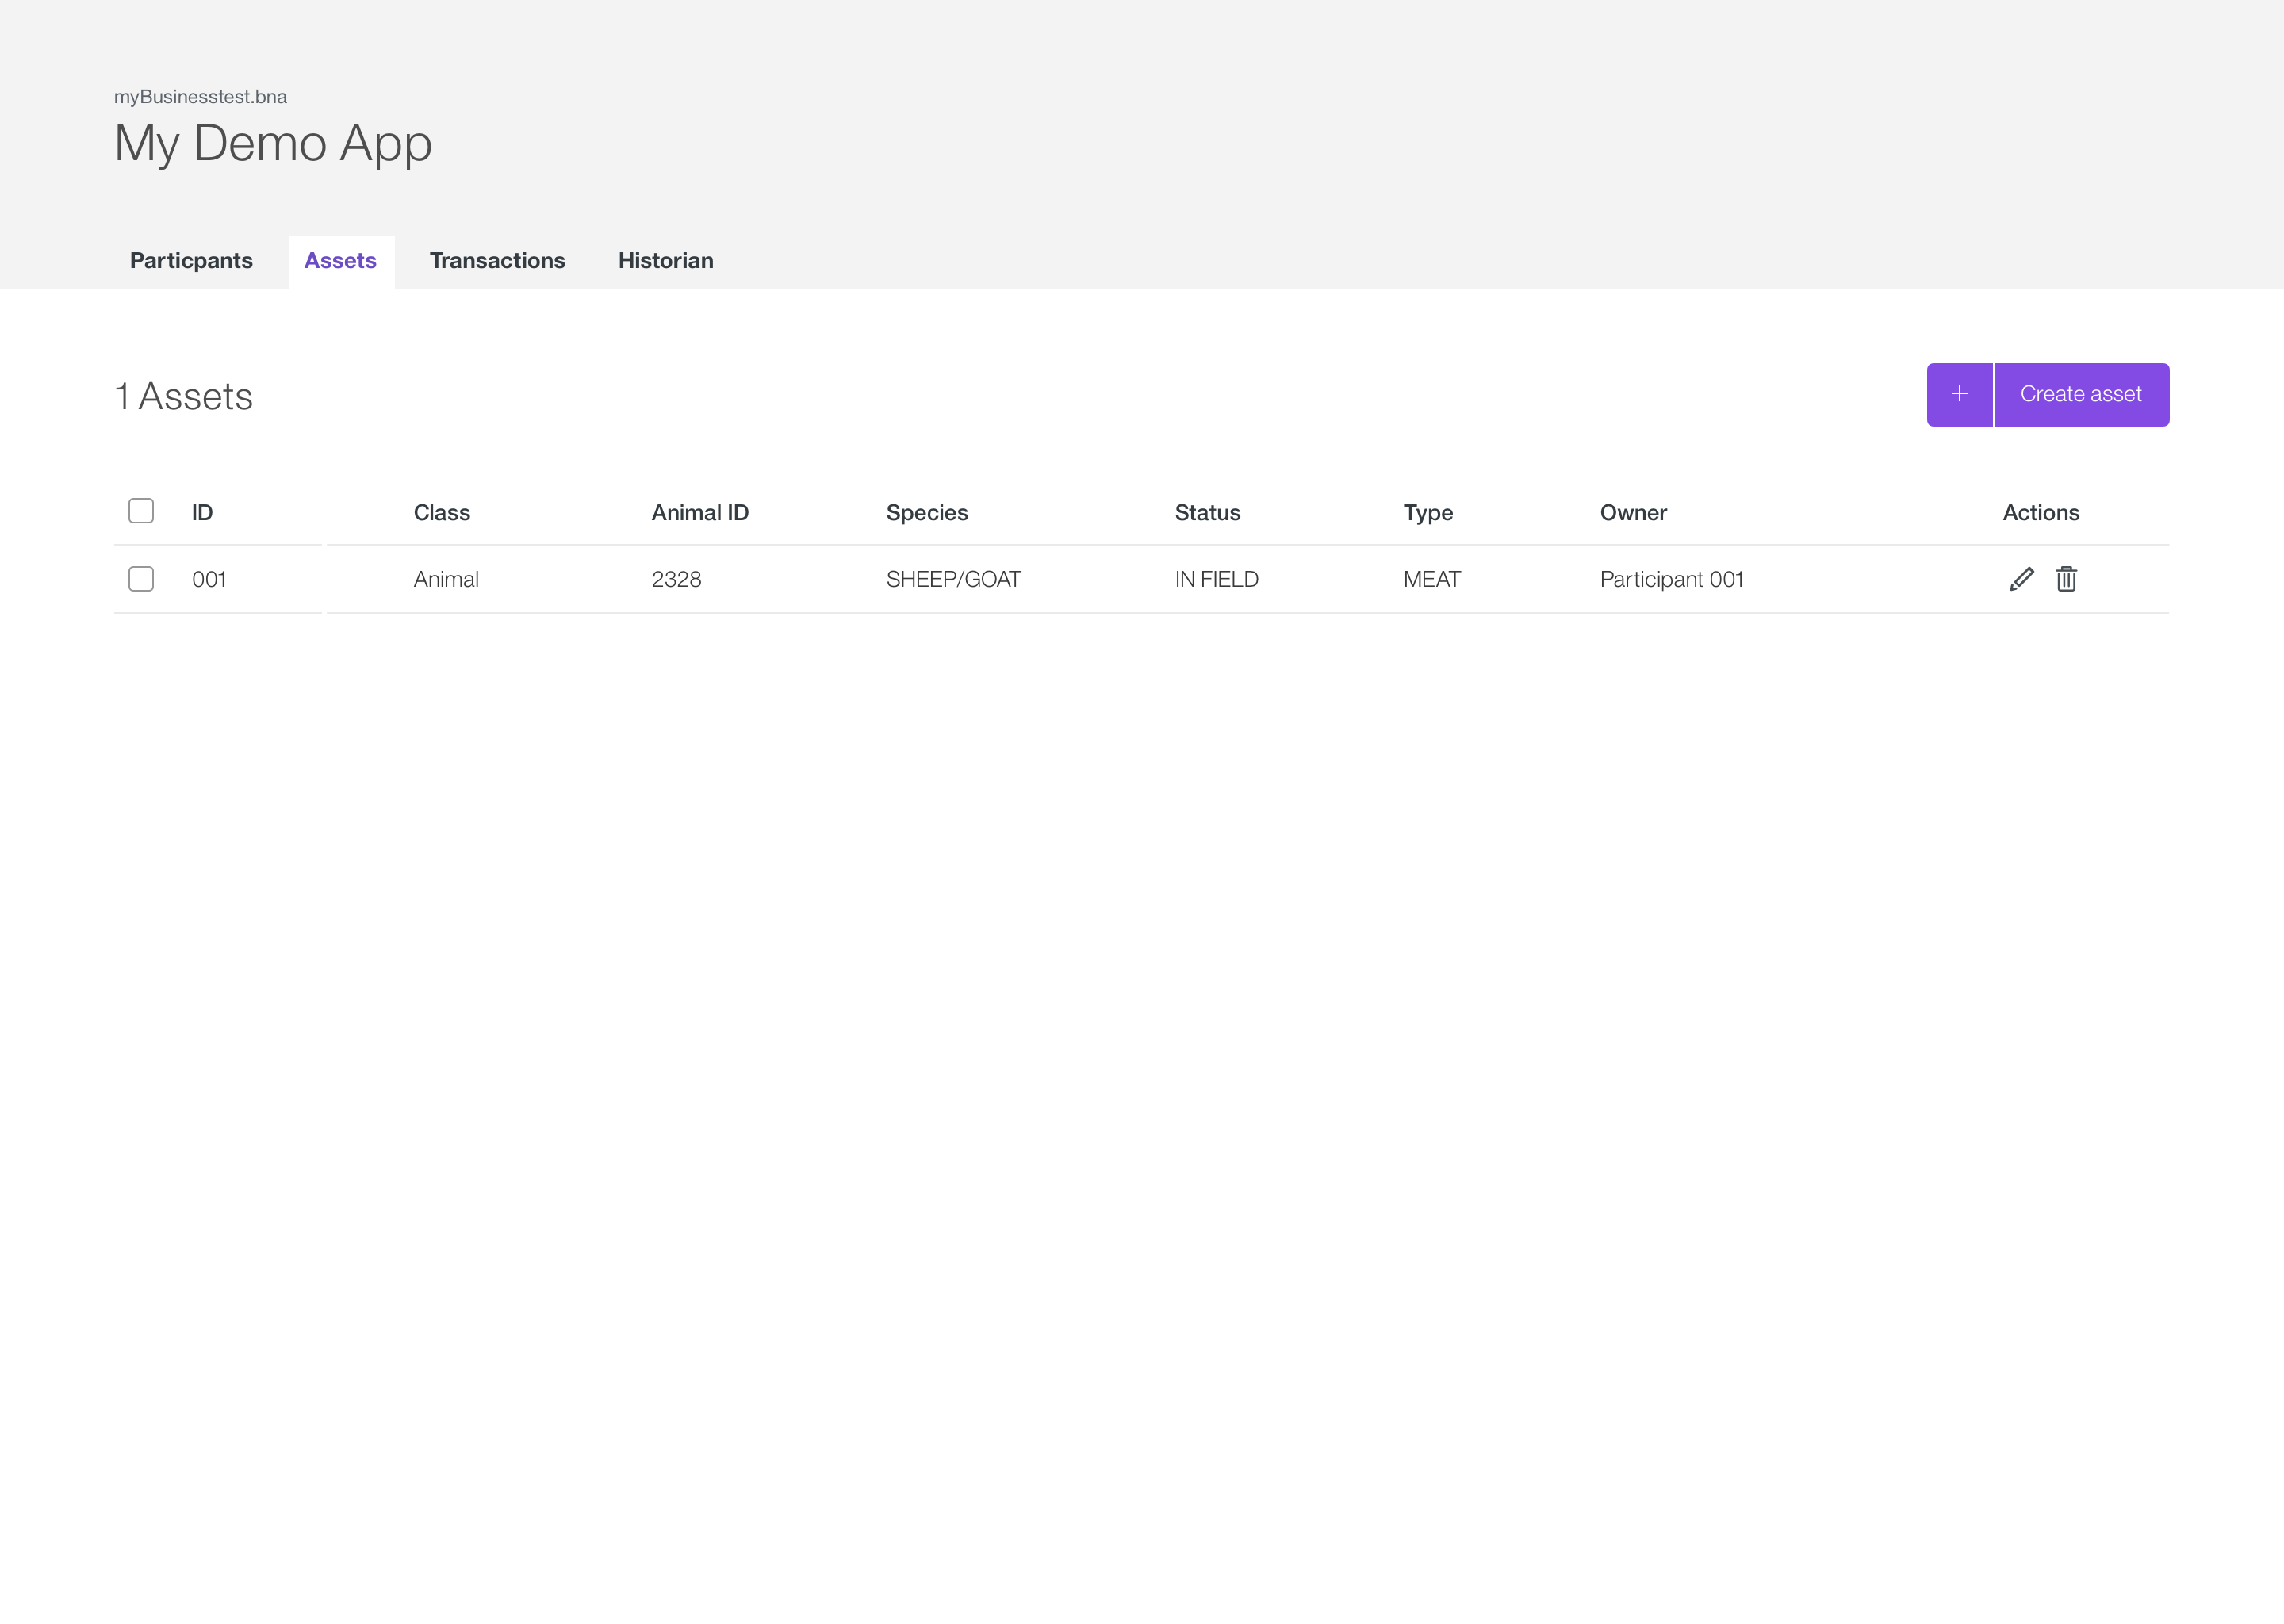 myBusinesstest.bna
My Demo App
Particpants Assets Transactions Historian
1 Assets
+ Create asset
ID Class Animal ID Species Status Type Owner Actions
001 Animal 2328 SHEEP/GOAT IN FIELD MEAT Participant 001